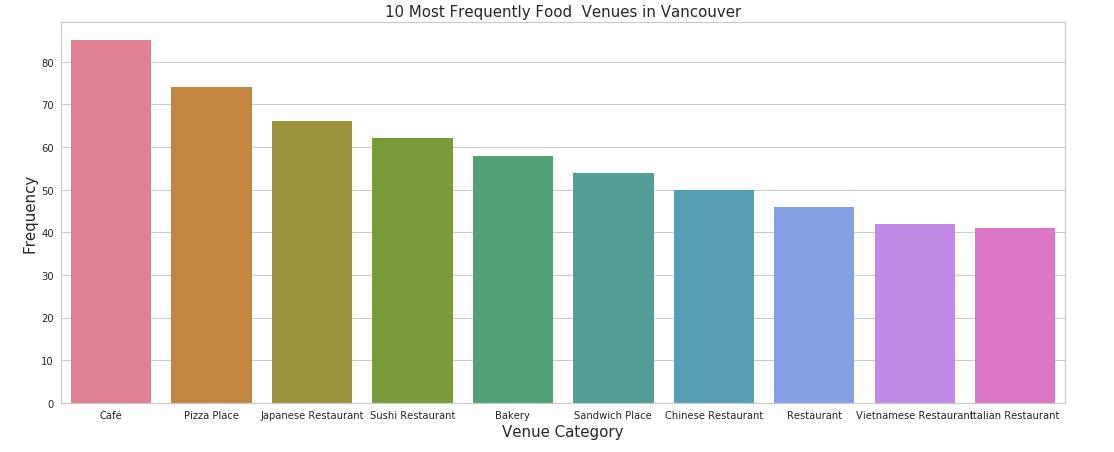 10 Most Frequently Food  Venues in Vancouver
80
70
60
50
40
30
20
10
0
Frequency
Café
Pizza Place
Japanese Restaurant
Sushi Restaurant
Bakery
Sandwich Place
Chinese Restaurant
Restaurant
Vietnamese Restaurant
Italian Restaurant
Venue Category